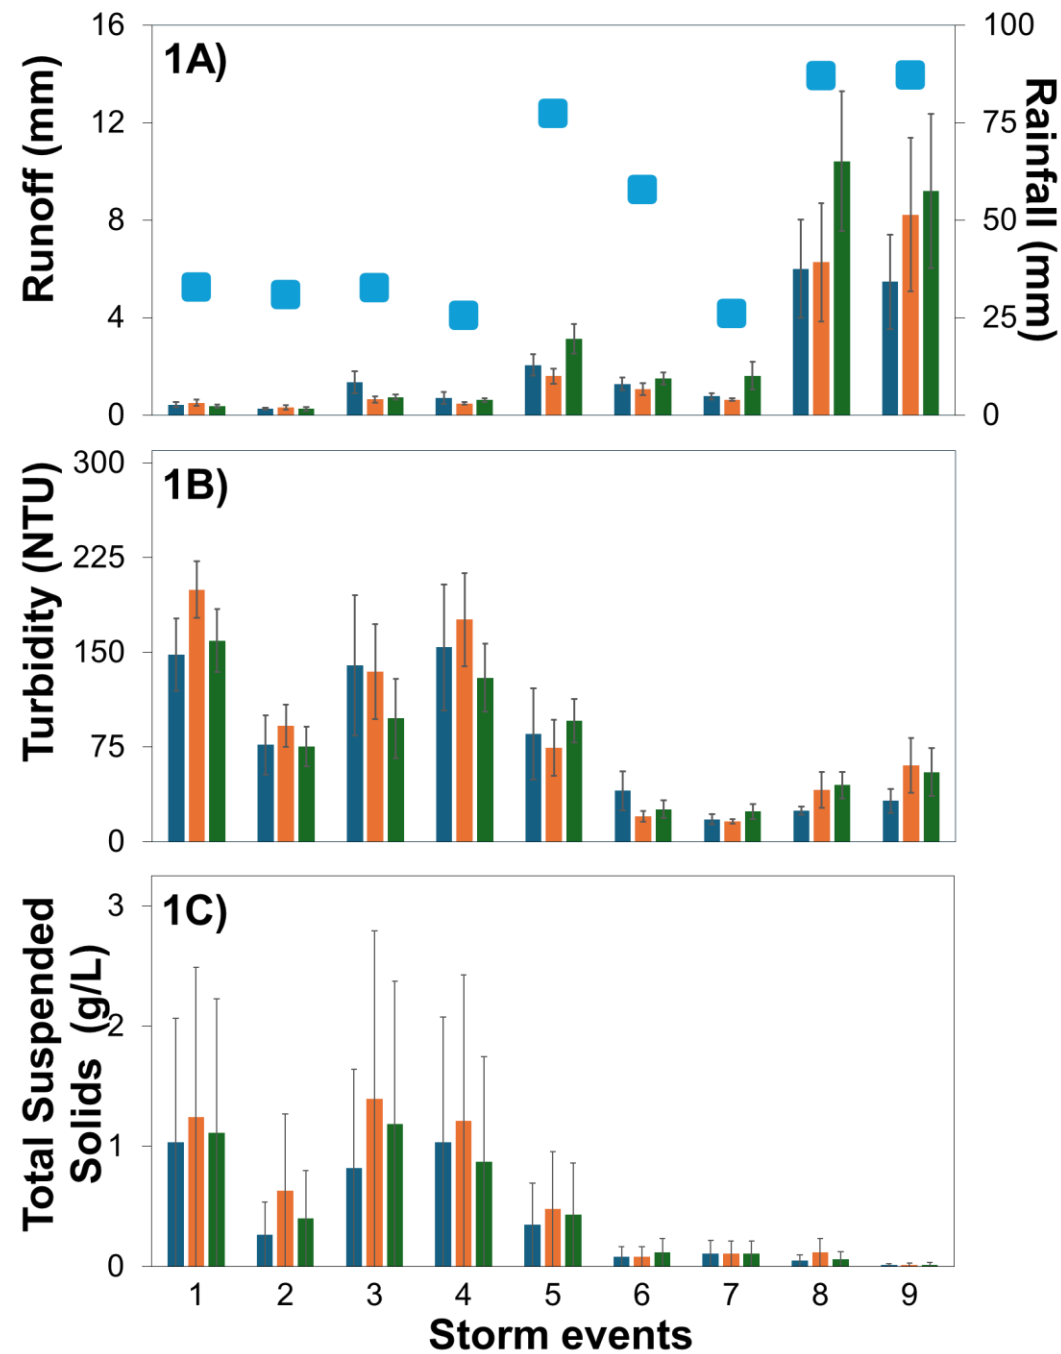 1A)
Runoff (mm)
16
12
8
4
0
Rainfall (mm)
100
75
50
25
0
1B)
Turbidity (NTU)
300
225
150
75
0
1C)
Total Suspended
Solids (g/L)
3
2
1
0
1 2 3 4 5 6 7 8 9
Storm events